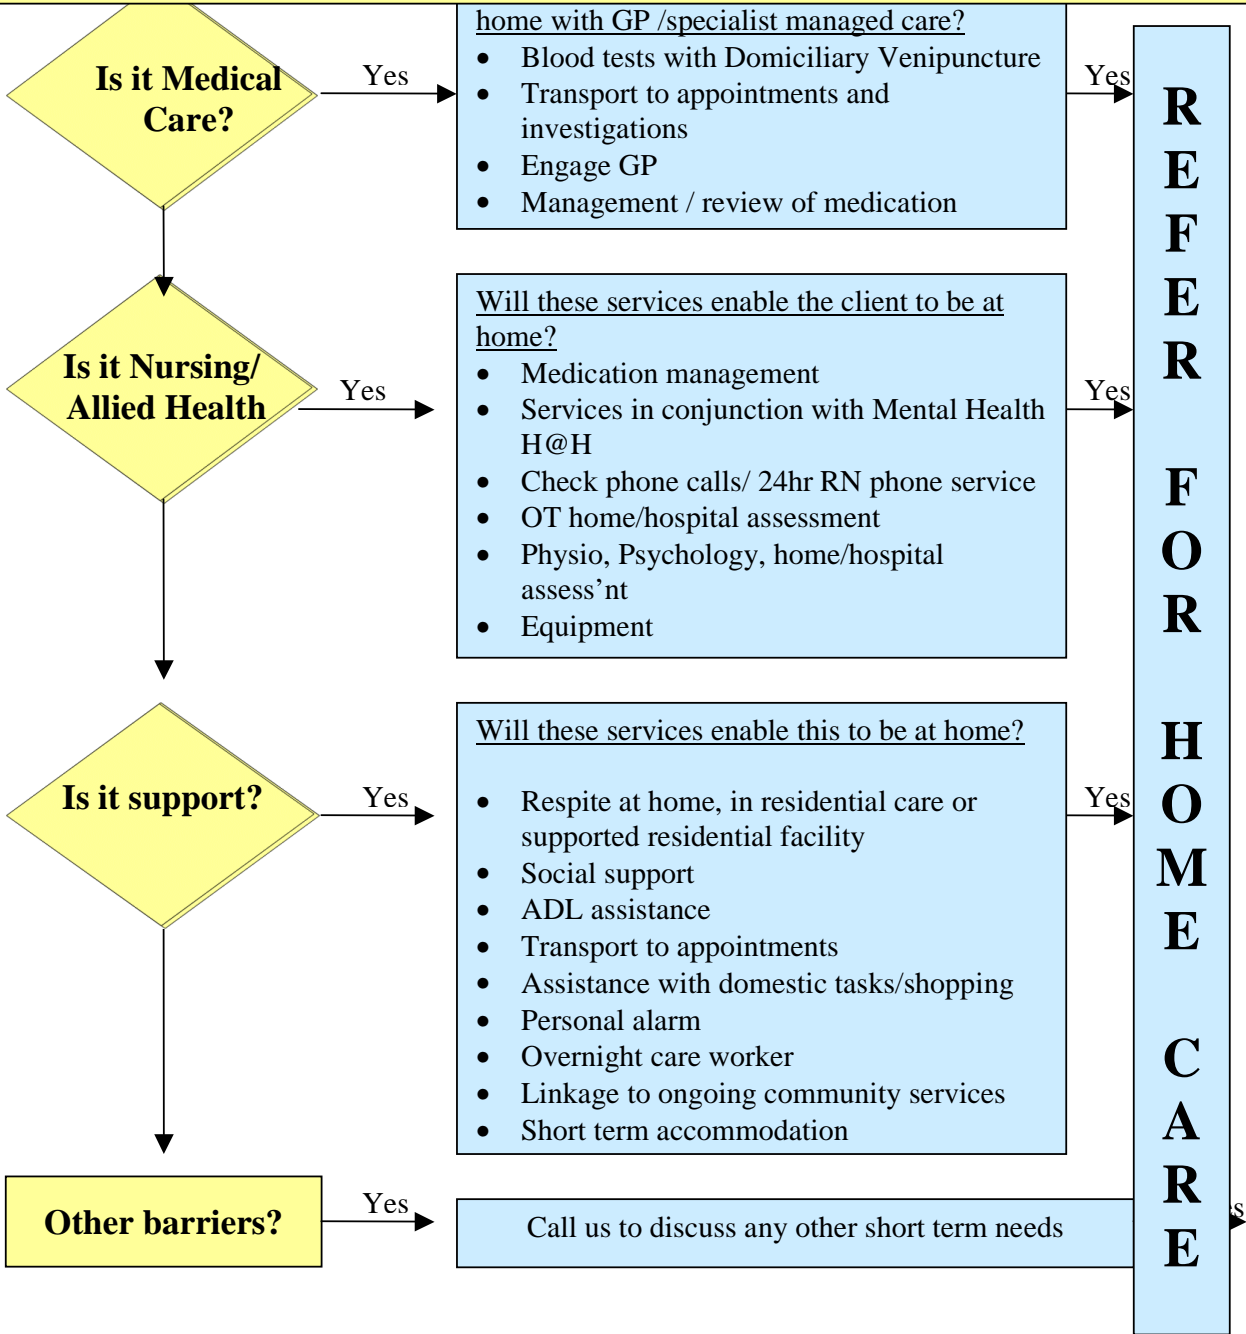 home with GP /specialist managed care?
• Blood tests with Domiciliary Venipuncture
• Transport to appointments and
investigations
• Engage GP
• Management / review of medication
Is it Medical
Care?
Yes
Yes
Will these services enable the client to be at
home?
• Medication management
• Services in conjunction with Mental Health
H@H
• Check phone calls/ 24hr RN phone service
• OT home/hospital assessment
• Physio, Psychology, home/hospital
assess’nt
• Equipment
Is it Nursing/
Allied Health
Yes
Yes
Will these services enable this to be at home?
• Respite at home, in residential care or
supported residential facility
• Social support
• ADL assistance
• Transport to appointments
• Assistance with domestic tasks/shopping
• Personal alarm
• Overnight care worker
• Linkage to ongoing community services
• Short term accommodation
Is it support?
Yes
Yes
Other barriers?
Yes
Call us to discuss any other short term needs
REFER FOR HOME CARE